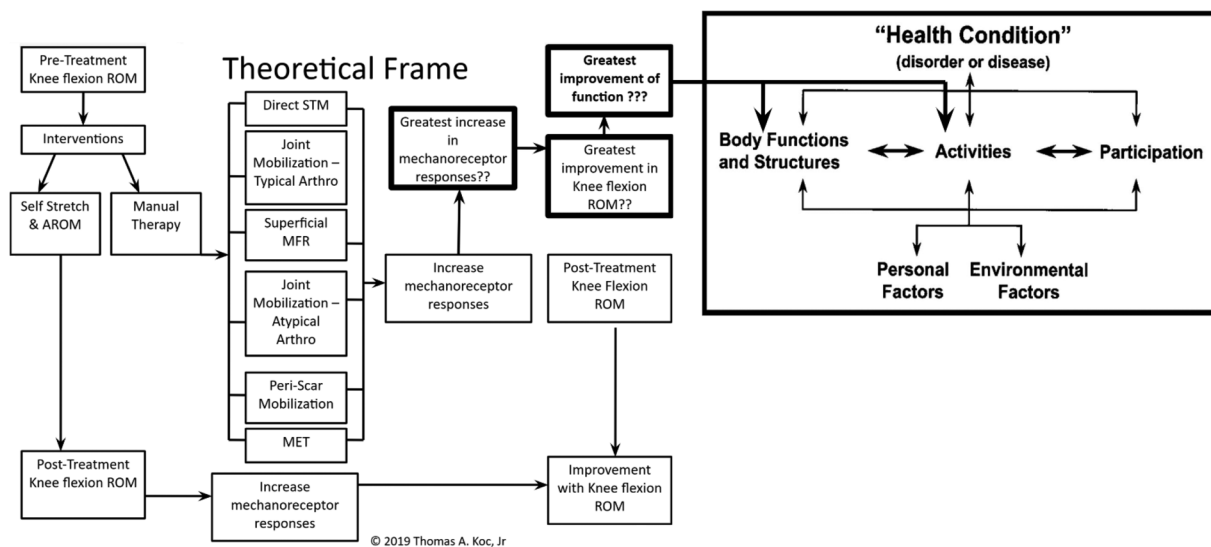 Pre-Treatment
Knee flexion ROM
Interventions
Self Stretch
& AROM
Manual
Therapy
Post-Treatment
Knee flexion ROM
Theoretical Frame
Direct STM
Joint
Mobilization –
Typical Arthro
Superficial
MFR
Joint
Mobilization –
Atypical
Arthro
Peri-Scar
Mobilization
MET
Increase
mechanoreceptor
responses
Greatest increase in
mechanoreceptor
responses??
Increase
mechanoreceptor
responses
Greatest
improvement of
function ???
Greatest
improvement in
Knee flexion
ROM??
Post-Treatment
Knee Flexion
ROM
Improvement
with Knee flexion
ROM
“Health Condition”
(disorder or disease)
Body Functions
and Structures
Activities
Participation
Personal
Factors
Environmental
Factors
© 2019 Thomas A. Koc, Jr